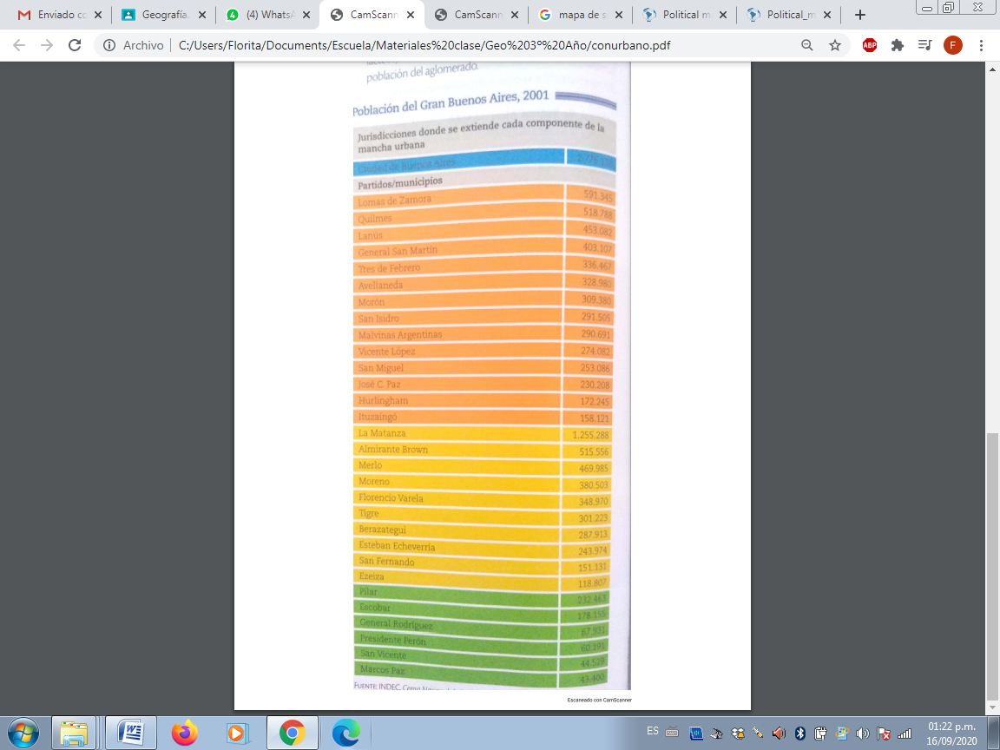 Enviado co
Geografía.
(4) WhatsA
CamScann
CamScann
mapa de s
Political m
Political_m
Archivo C:/Users/Florita/Documents/Escuela/Materiales%20clase/Geo%203º%20Año/conurbano.pdf
población del aglomerado.
Población del Gran Buenos Aires, 2001
Jurisdicciones donde se extiende cada componente de la
mancha urbana
Ciudad de Buenos Aires
Partidos/municipios
Lomas de Zamora 591.345
Quilmes 518.788
Lanús 453.082
General San Martín 403.107
Tres de Febrero 336.467
Avellaneda 328.980
Morón 309.380
San Isidro 291.505
Malvinas Argentinas 290.691
Vicente López 274.082
San Miguel 253.086
José C. Paz 230.208
Hurlingham 172.245
Ituzaingó 158.121
La Matanza 1.255.288
Almirante Brown 515.556
Merlo 469.985
Moreno 380.503
Florencio Varela 348.970
Tigre 301.223
Berazategui 287.913
Esteban Echeverría 243.974
San Fernando 151.131
Ezeiza 118.807
Pilar 232.463
Escobar 178.155
General Rodríguez 67.931
Presidente Perón 60.191
San Vicente 44.529
Marcos Paz 43.400
FUENTE: INDEC,
Escaneado con CamScanner
ES
01:22 p.m.
16/09/2020